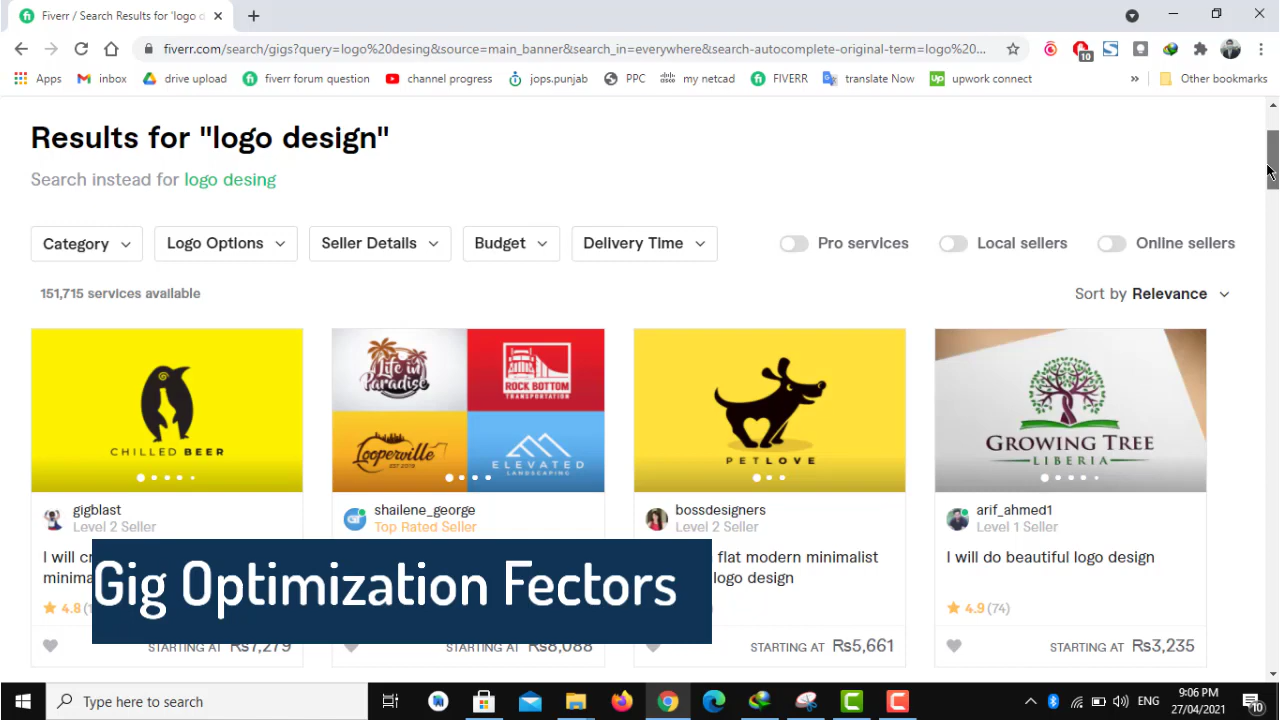 Fiverr / Search Results for 'logo d
fiverr.com/search/gigs?query=logo%20desing&source=main_banner&search_in=everywhere&search-autocomplete-original-term=logo%20...
10
Apps inbox drive upload fiverr forum question channel progress jops.punjab PPC my netcad FIVERR translate Now upwork connect » Other bookmarks
Results for "logo design"
Search instead for logo desing
Category Logo Options Seller Details Budget Delivery Time Pro services Local sellers Online sellers
151,715 services available
Sort by Relevance
CHILLED BEER
Life in Paradise
ROCK BOTTOM
TRANSPORTATION
Looperville
EST 2018
ELEVATED
LANDSCAPING
PETLOVE
GROWING TREE
LIBERIA
gigblast
Level 2 Seller
shailene_george
Top Rated Seller
bossdesigners
Level 2 Seller
arif_ahmed1
Level 1 Seller
I will
flat modern minimalist
logo design
I will do beautiful logo design
Gig Optimization Fectors
4.8
4.9 (74)
STARTING AT Rs7,279
STARTING AT Rs8,088
STARTING AT Rs5,661
STARTING AT Rs3,235
Type here to search
ENG
9:06 PM
27/04/2021
10